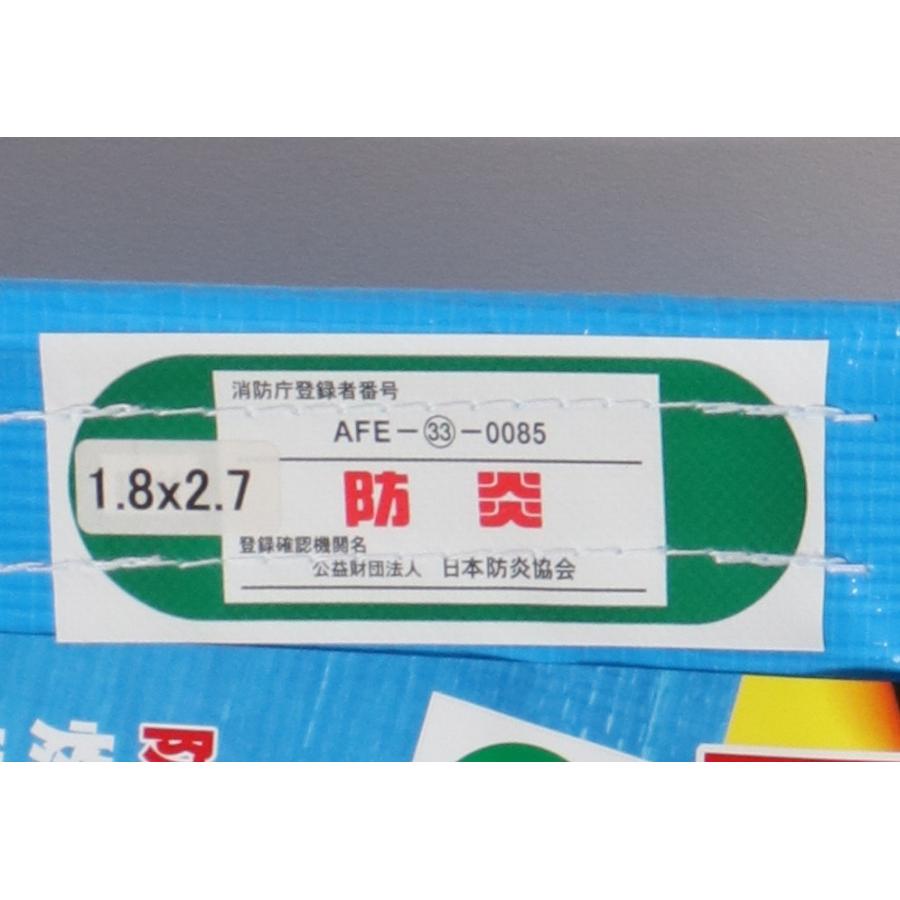 消防庁登録者番号
AFE－㉝－0085
1.8x2.7
防炎
登録確認機関名
公益財団法人 日本防炎協会